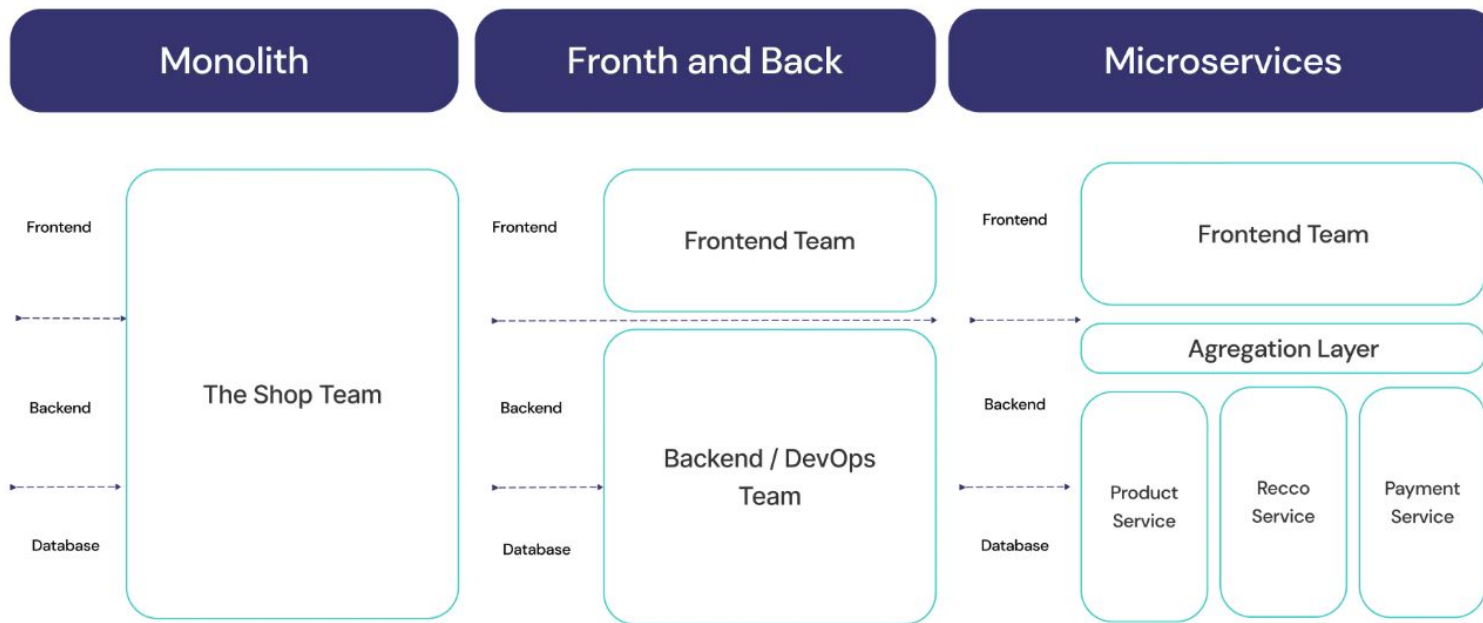 Monolith
Fronth and Back
Microservices
Frontend
Backend
Database
The Shop Team
Frontend
Backend
Database
Frontend Team
Backend / DevOps
Team
Frontend
Backend
Database
Frontend Team
Agregation Layer
Product
Service
Recco
Service
Payment
Service